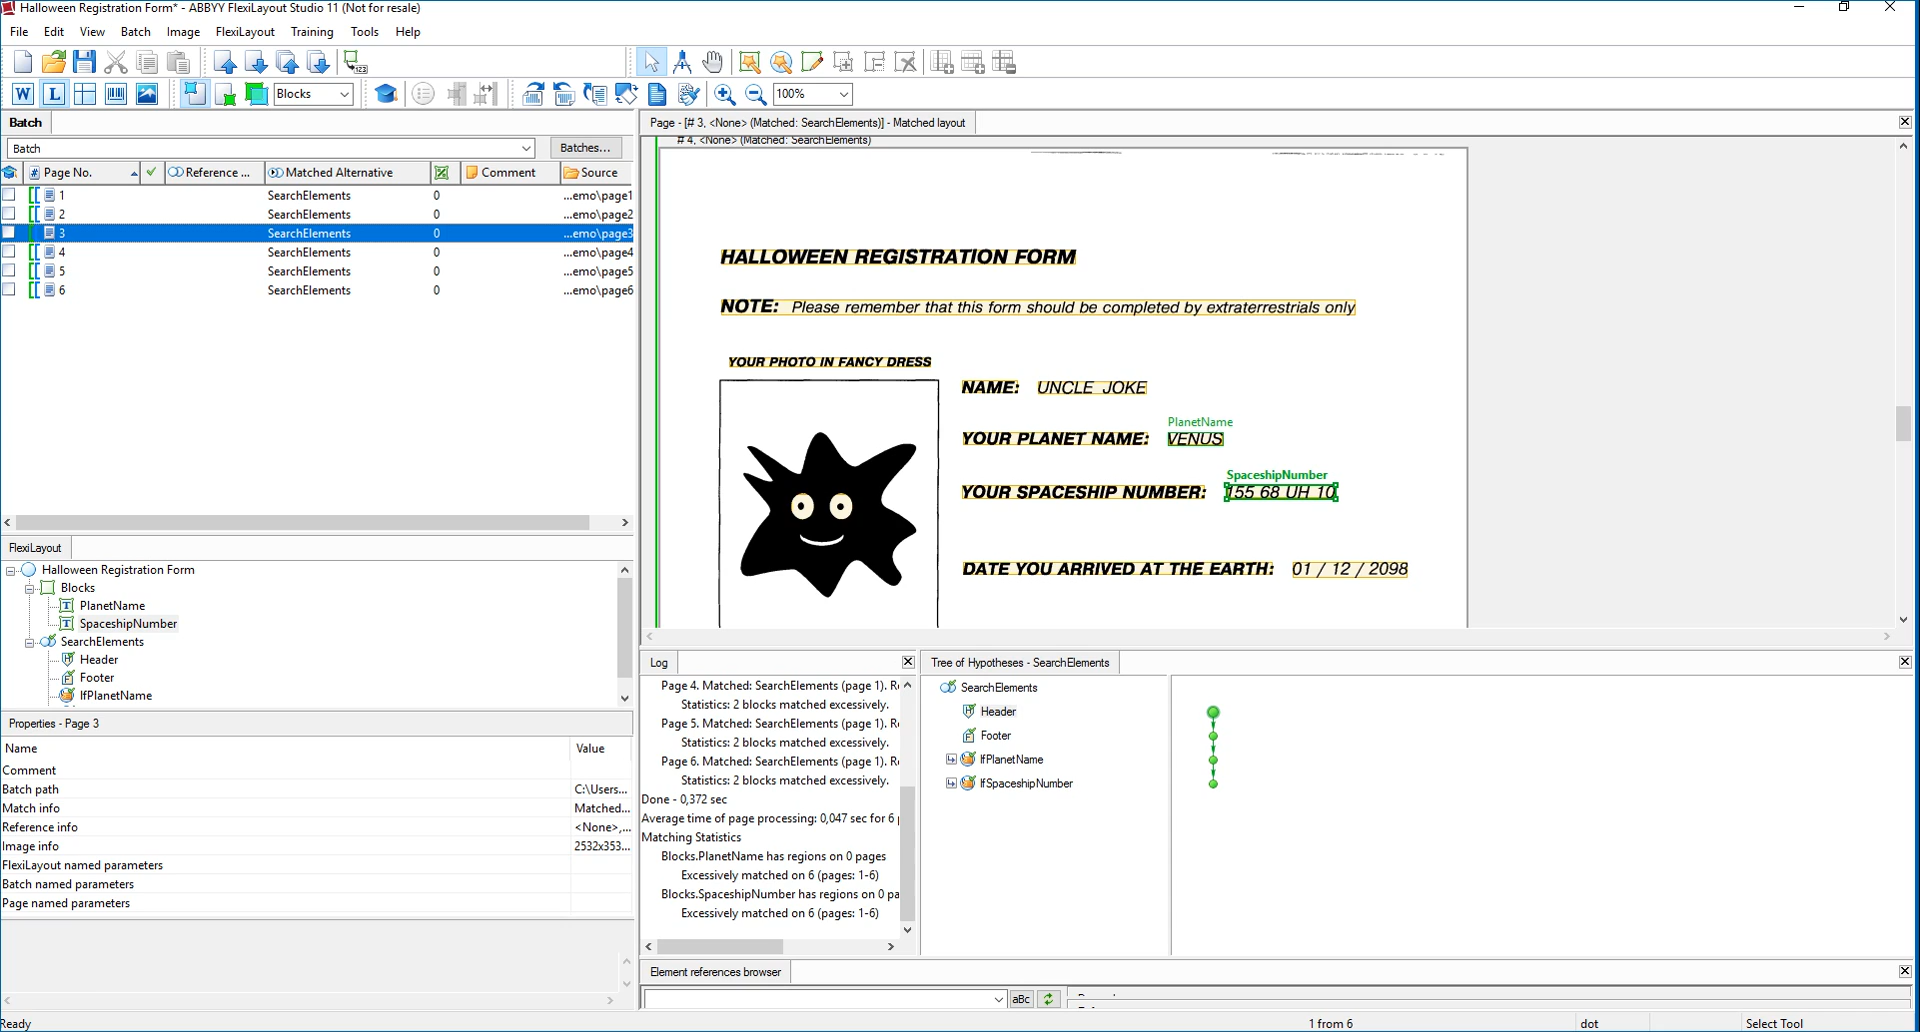 Halloween Registration Form* - ABBYY FlexiLayout Studio 11 (Not for resale)
File Edit View Batch Image FlexiLayout Training Tools Help
123
W L Blocks 100%
Batch
Batch Batches...
# Page No. Reference ... Matched Alternative Comment Source
1 SearchElements 0 ...emo\page1
2 SearchElements 0 ...emo\page2
3 SearchElements 0 ...emo\page3
4 SearchElements 0 ...emo\page4
5 SearchElements 0 ...emo\page5
6 SearchElements 0 ...emo\page6
FlexiLayout
Halloween Registration Form
Blocks
T PlanetName
T SpaceshipNumber
SearchElements
Header
Footer
IfPlanetName
Properties - Page 3
Name Value
Comment
Batch path C:\Users...
Match info Matched...
Reference info <None>,...
Image info 2532x353...
FlexiLayout named parameters
Batch named parameters
Page named parameters
Page - [# 3, <None> (Matched: SearchElements)] - Matched layout
# 4, <None> (Matched: SearchElements)
HALLOWEEN REGISTRATION FORM
NOTE: Please remember that this form should be completed by extraterrestrials only
YOUR PHOTO IN FANCY DRESS
NAME: UNCLE JOKE
PlanetName
YOUR PLANET NAME: VENUS
SpaceshipNumber
YOUR SPACESHIP NUMBER: 155 68 UH 10
DATE YOU ARRIVED AT THE EARTH: 01 / 12 / 2098
Log
Page 4. Matched: SearchElements (page 1). R
Statistics: 2 blocks matched excessively.
Page 5. Matched: SearchElements (page 1). R
Statistics: 2 blocks matched excessively.
Page 6. Matched: SearchElements (page 1). R
Statistics: 2 blocks matched excessively.
Done - 0,372 sec
Average time of page processing: 0,047 sec for 6
Matching Statistics
Blocks.PlanetName has regions on 0 pages
Excessively matched on 6 (pages: 1-6)
Blocks.SpaceshipNumber has regions on 0 pa
Excessively matched on 6 (pages: 1-6)
Tree of Hypotheses - SearchElements
SearchElements
Header
Footer
IfPlanetName
IfSpaceshipNumber
Element references browser
aBc
Ready 1 from 6 dot Select Tool